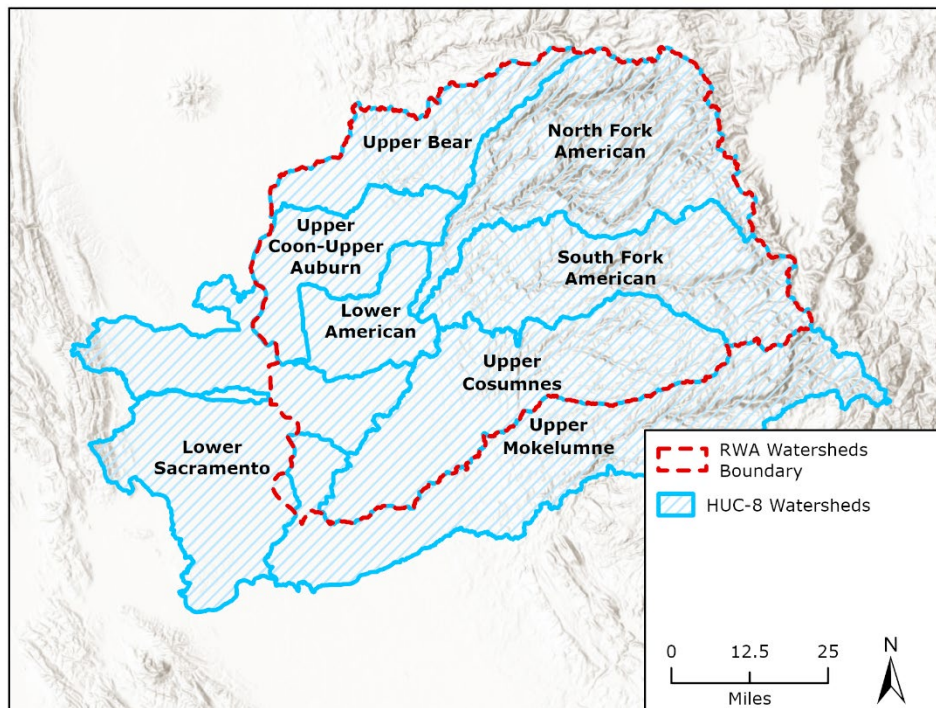 Upper Bear
North Fork
American
Upper
Coon-Upper
Auburn
South Fork
American
Lower
American
Upper
Cosumnes
Upper
Mokelumne
Lower
Sacramento
RWA Watersheds
Boundary
HUC-8 Watersheds
0 12.5 25
Miles
N